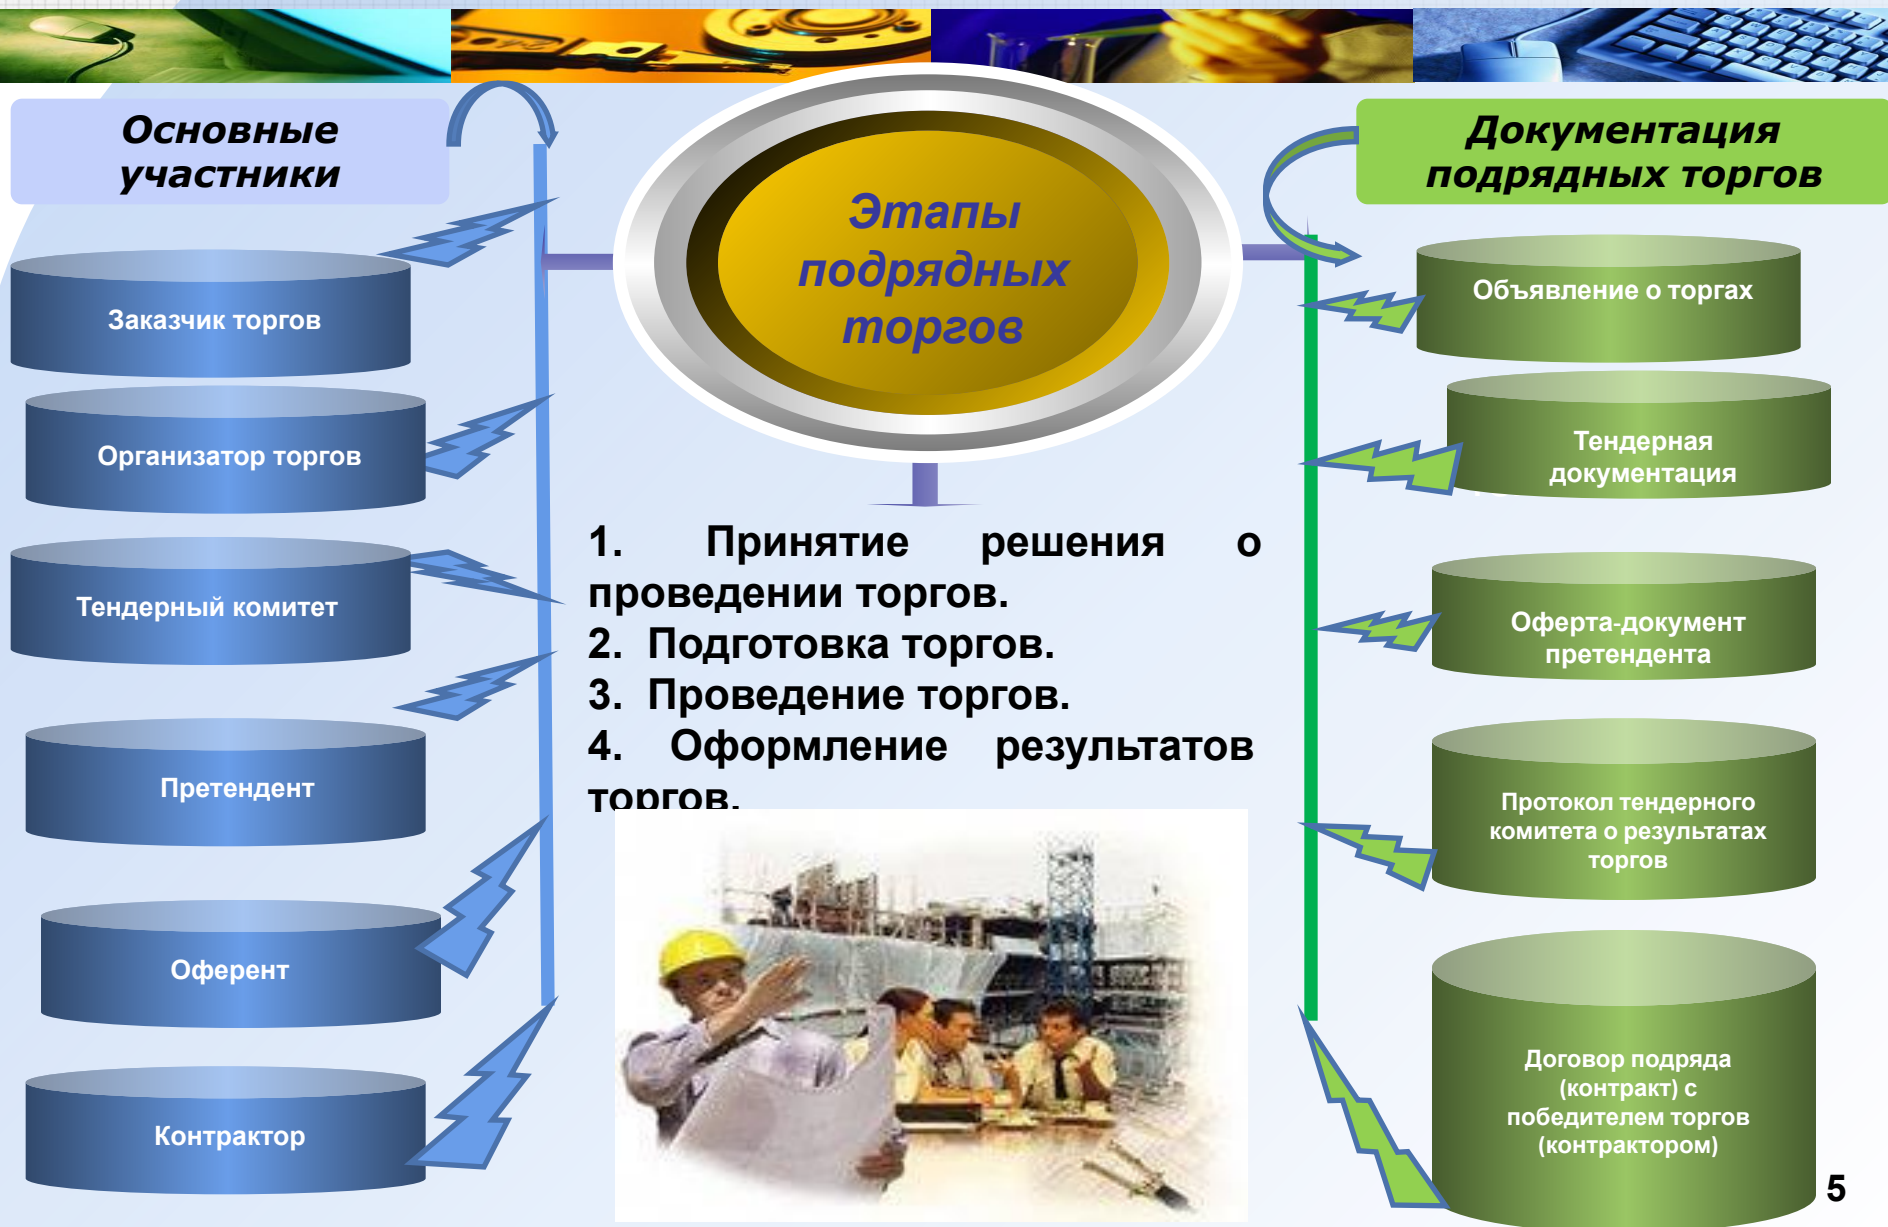 Основные
участники
Заказчик торгов
Организатор торгов
Тендерный комитет
Претендент
Оферент
Контрактор
Этапы
подрядных
торгов
1. Принятие решения о
проведении торгов.
2. Подготовка торгов.
3. Проведение торгов.
4. Оформление результатов
торгов.
Документация
подрядных торгов
Объявление о торгах
Тендерная
документация
Оферта-документ
претендента
Протокол тендерного
комитета о результатах
торгов
Договор подряда
(контракт) с
победителем торгов
(контрактором)
5